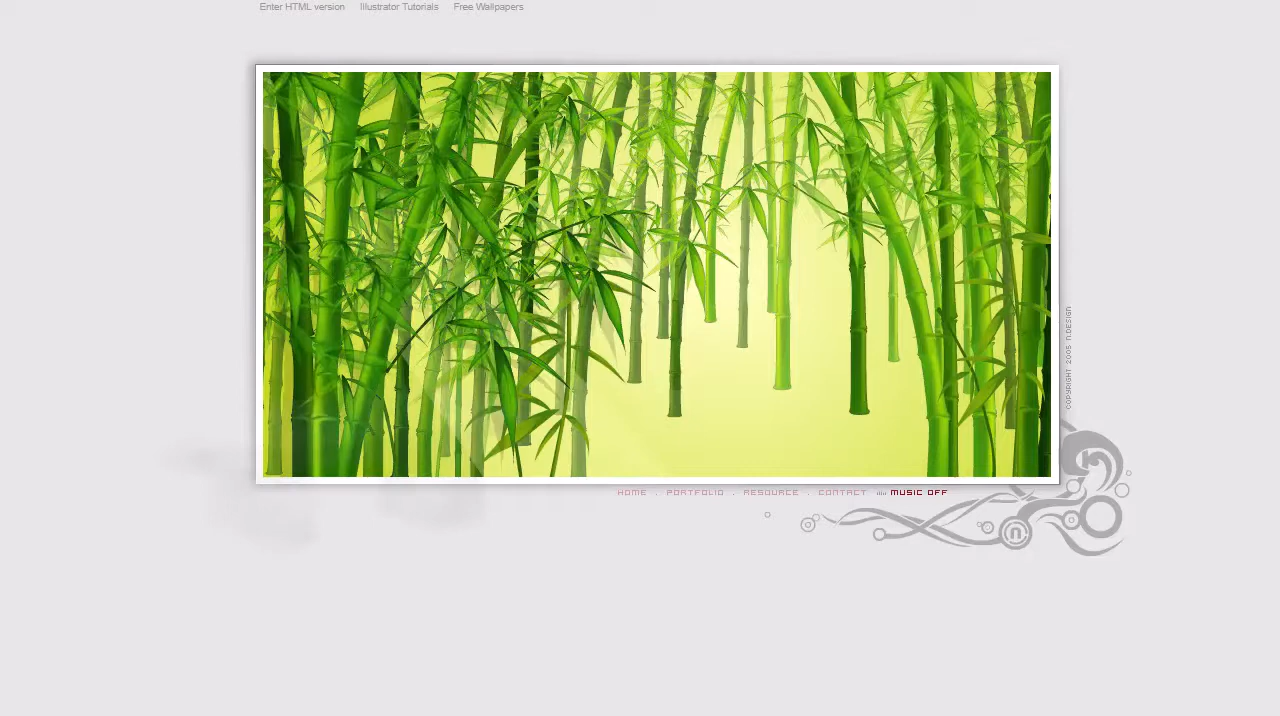 Enter HTML version Illustrator Tutorials Free Wallpapers
COPYRIGHT 2005 N.DESIGN
HOME . PORTFOLIO . RESOURCE . CONTACT MUSIC OFF
n